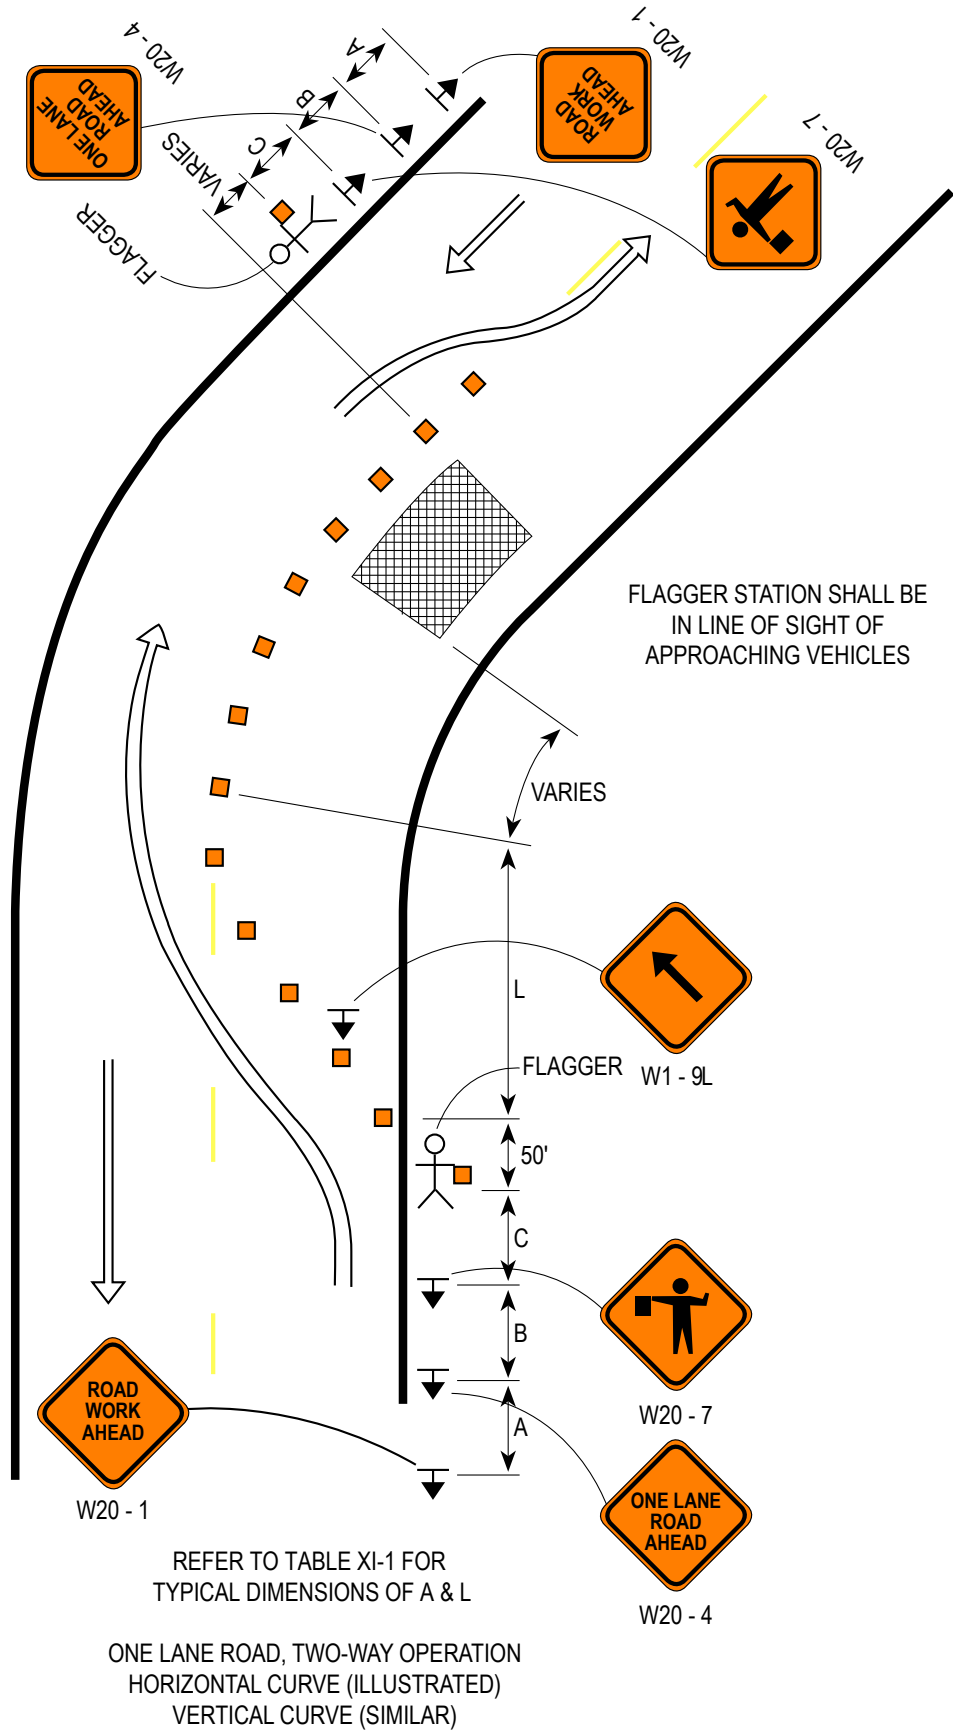 W20 - 4
W20 - 1
A
ONE LANE
ROAD
AHEAD
B
ROAD
WORK
AHEAD
C
W20 - 7
VARIES
FLAGGER
FLAGGER STATION SHALL BE
IN LINE OF SIGHT OF
APPROACHING VEHICLES
VARIES
L
FLAGGER
W1 - 9L
50'
C
B
ROAD
WORK
AHEAD
W20 - 7
A
W20 - 1
ONE LANE
ROAD
AHEAD
W20 - 4
REFER TO TABLE XI-1 FOR
TYPICAL DIMENSIONS OF A & L
ONE LANE ROAD, TWO-WAY OPERATION
HORIZONTAL CURVE (ILLUSTRATED)
VERTICAL CURVE (SIMILAR)